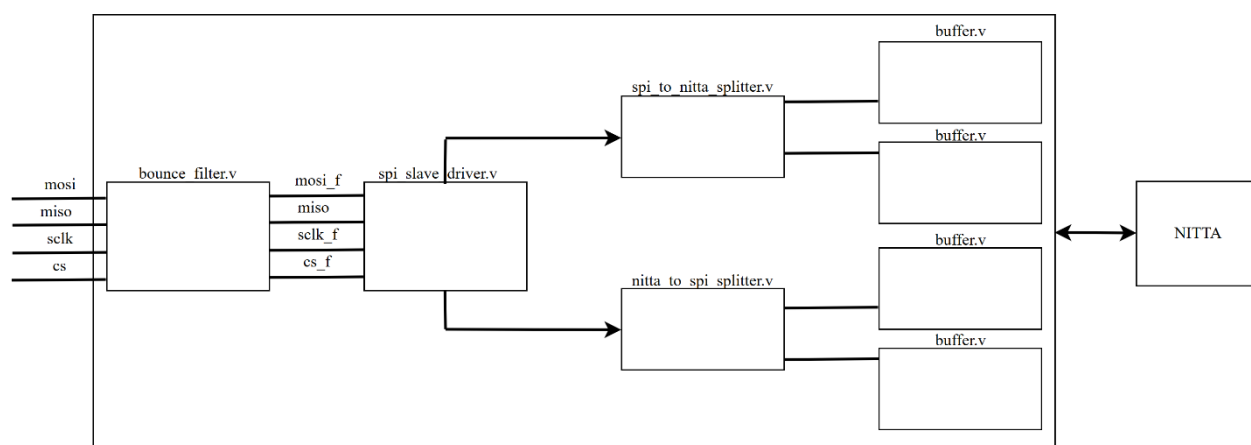 mosi
miso
sclk
cs
bounce_filter.v
mosi_f
miso
sclk_f
cs_f
spi_slave_driver.v
spi_to_nitta_splitter.v
nitta_to_spi_splitter.v
buffer.v
buffer.v
buffer.v
buffer.v
NITTA